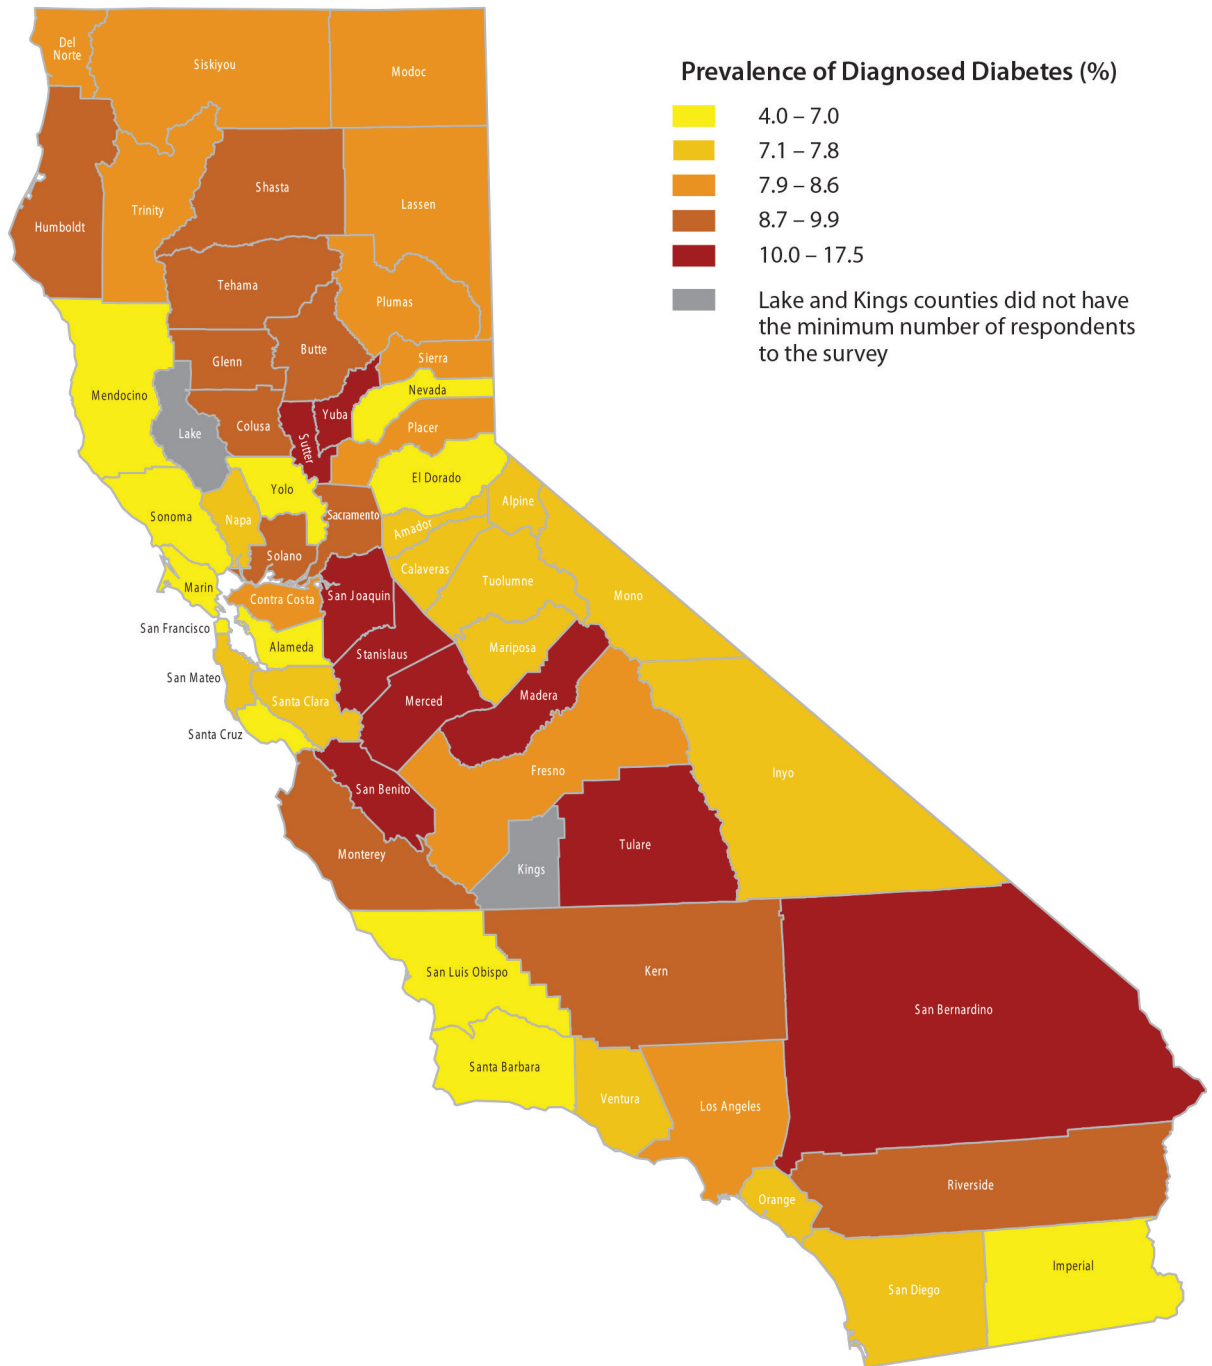 Prevalence of Diagnosed Diabetes (%)
4.0 – 7.0
7.1 – 7.8
7.9 – 8.6
8.7 – 9.9
10.0 – 17.5
Lake and Kings counties did not have
the minimum number of respondents
to the survey
Del
Norte
Siskiyou
Modoc
Shasta
Lassen
Trinity
Humboldt
Tehama
Plumas
Butte
Glenn
Sierra
Nevada
Mendocino
Yuba
Colusa
Placer
Lake
Sutter
El Dorado
Yolo
Alpine
Sonoma
Napa
Sacramento
Amador
Solano
Calaveras
Tuolumne
Marin
Contra Costa
San Joaquin
Mono
San Francisco
Alameda
Stanislaus
Mariposa
San Mateo
Santa Clara
Merced
Madera
Santa Cruz
Fresno
Inyo
San Benito
Tulare
Monterey
Kings
San Luis Obispo
Kern
San Bernardino
Santa Barbara
Ventura
Los Angeles
Riverside
Orange
Imperial
San Diego